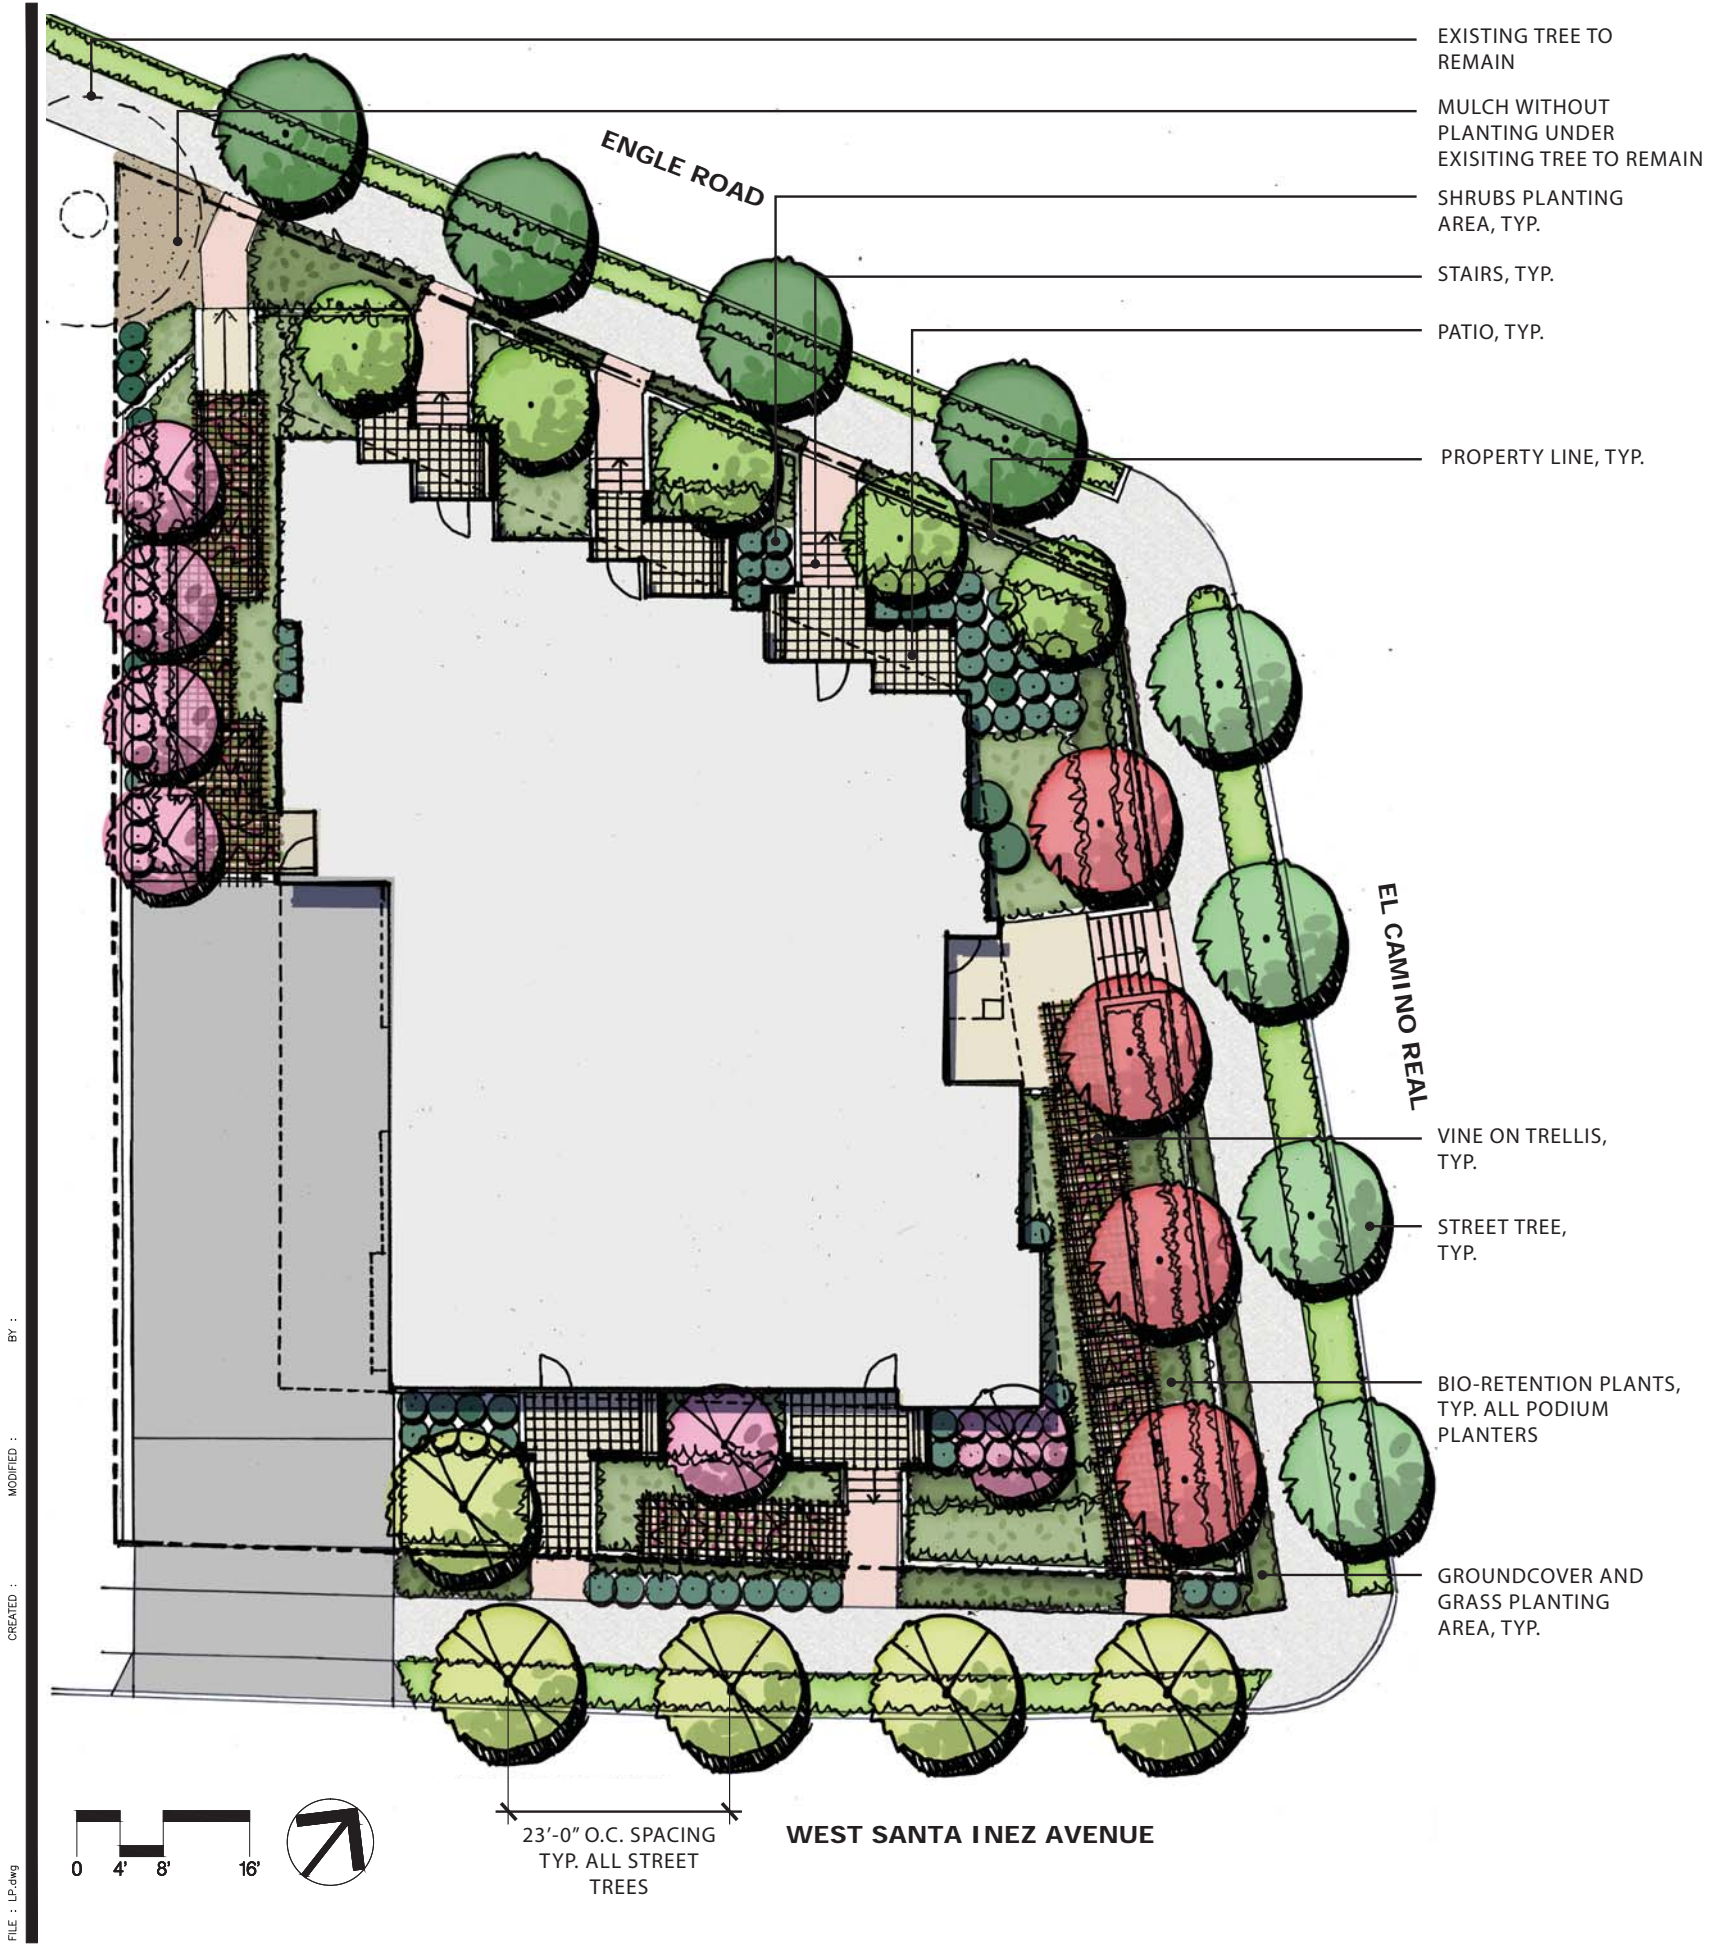 EXISTING TREE TO
REMAIN
MULCH WITHOUT
PLANTING UNDER
EXISITING TREE TO REMAIN
SHRUBS PLANTING
AREA, TYP.
STAIRS, TYP.
PATIO, TYP.
PROPERTY LINE, TYP.
ENGLE ROAD
EL CAMINO REAL
VINE ON TRELLIS,
TYP.
STREET TREE,
TYP.
BIO-RETENTION PLANTS,
TYP. ALL PODIUM
PLANTERS
GROUNDCOVER AND
GRASS PLANTING
AREA, TYP.
23'-0" O.C. SPACING
TYP. ALL STREET
TREES
WEST SANTA INEZ AVENUE
0 4' 8' 16'
FILE : LP.dwg CREATED : MODIFIED : BY :